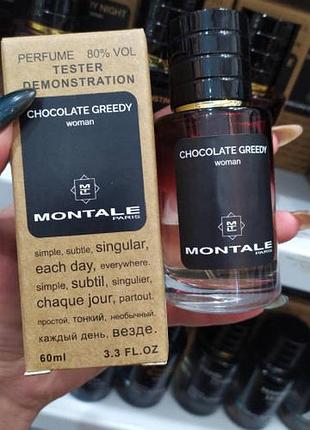 PERFUME 80% VOL
TESTER
DEMONSTRATION
CHOCOLATE GREEDY
woman
MONTALE
PARIS
simple, subtle, singular,
each day, everywhere.
simple, subtil, singulier,
chaque jour, partout.
простой, тонкий, необычный.
каждый день, везде.
60ml 3.3 FL.OZ
CHOCOLATE GREEDY
woman
MONTALE
PARIS